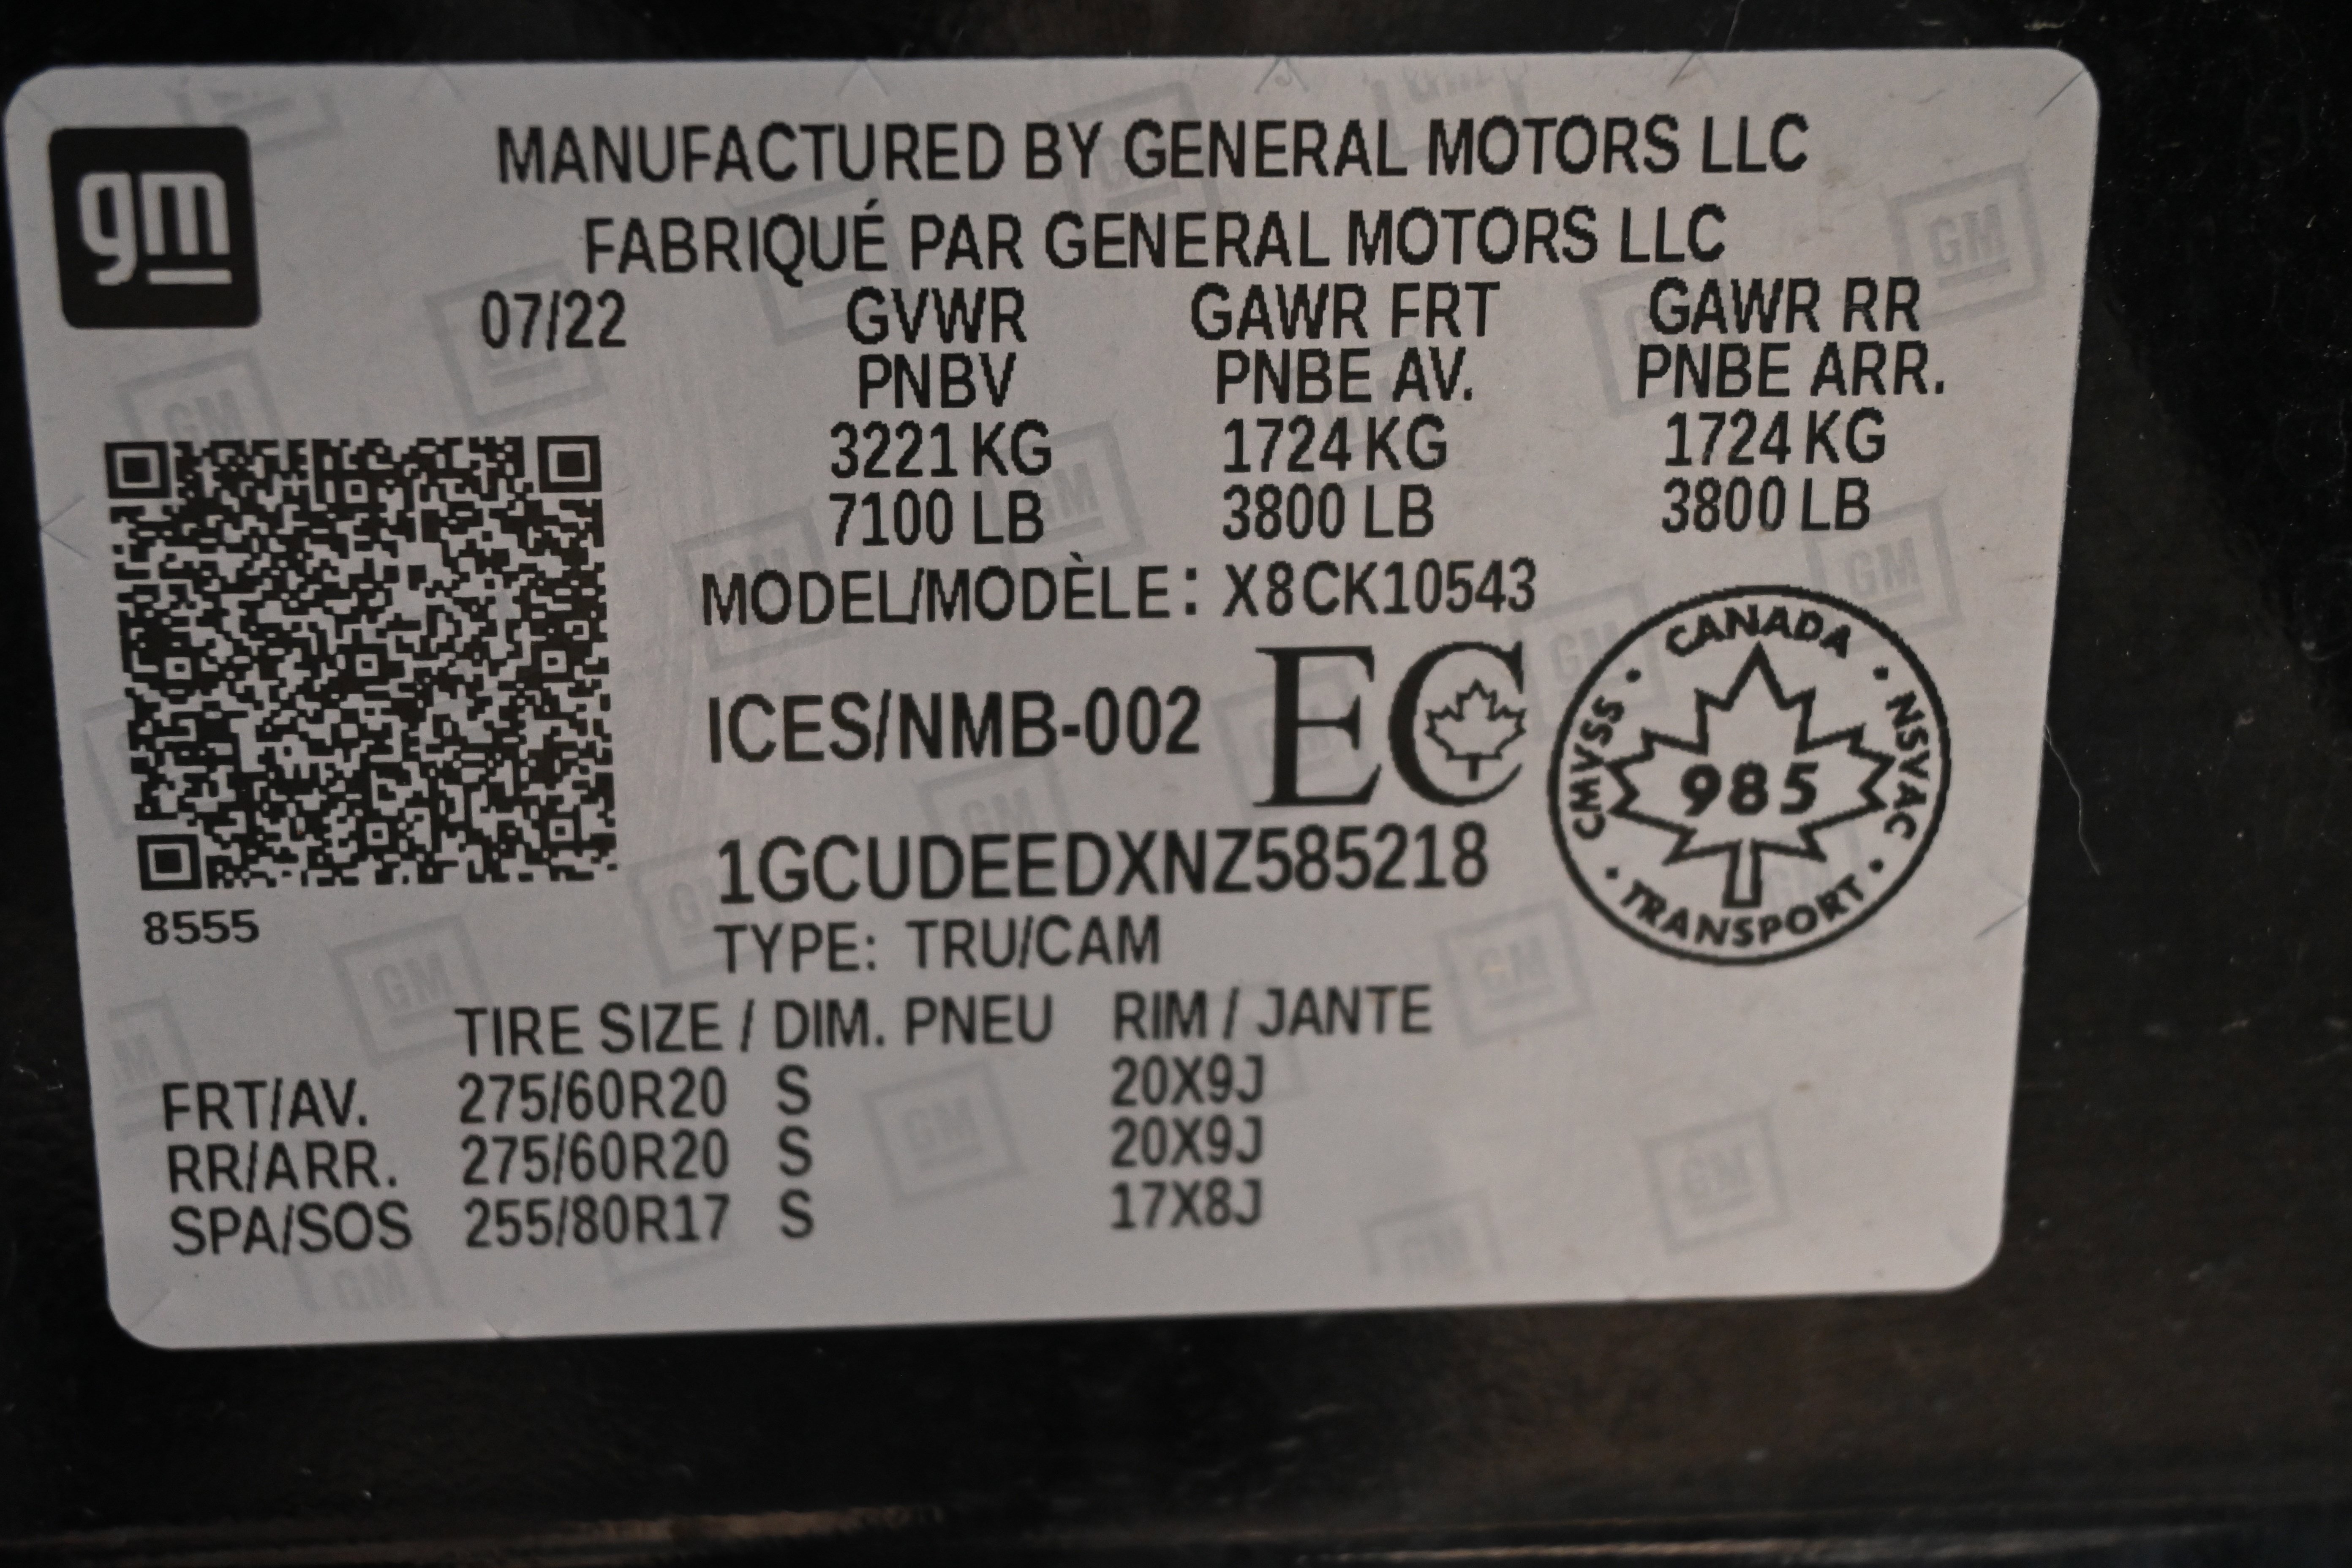 gm
MANUFACTURED BY GENERAL MOTORS LLC
FABRIQUÉ PAR GENERAL MOTORS LLC
07/22 GVWR GAWR FRT GAWR RR
PNBV PNBE AV. PNBE ARR.
3221 KG 1724 KG 1724 KG
7100 LB 3800 LB 3800 LB
MODEL/MODÈLE: X8CK10543
ICES/NMB-002 EC
CANADA · NSVAC · TRANSPORT · CMVSS ·
985
1GCUDEEDXNZ585218
8555
TYPE: TRU/CAM
TIRE SIZE / DIM. PNEU RIM / JANTE
FRT/AV. 275/60R20 S 20X9J
RR/ARR. 275/60R20 S 20X9J
SPA/SOS 255/80R17 S 17X8J